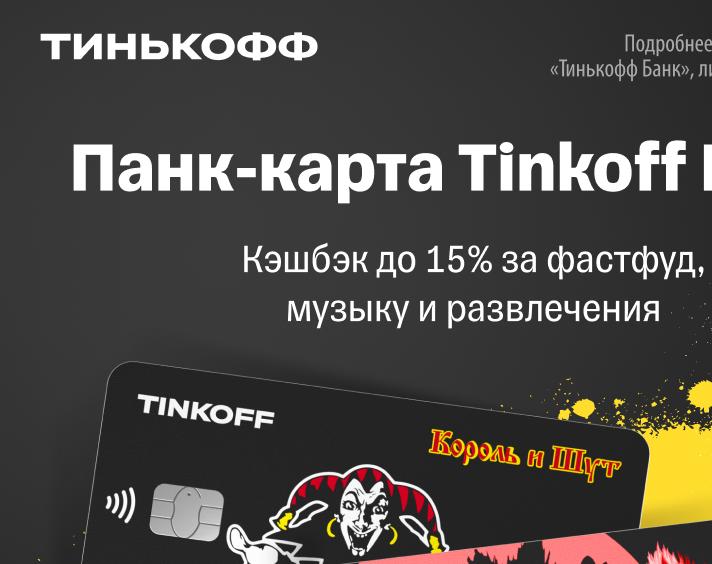 ТИНЬКОФФ
Подробнее
«Тинькофф Банк», ли
Панк-карта Tinkoff
Кэшбэк до 15% за фастфуд,
музыку и развлечения
TINKOFF
Король и Шут